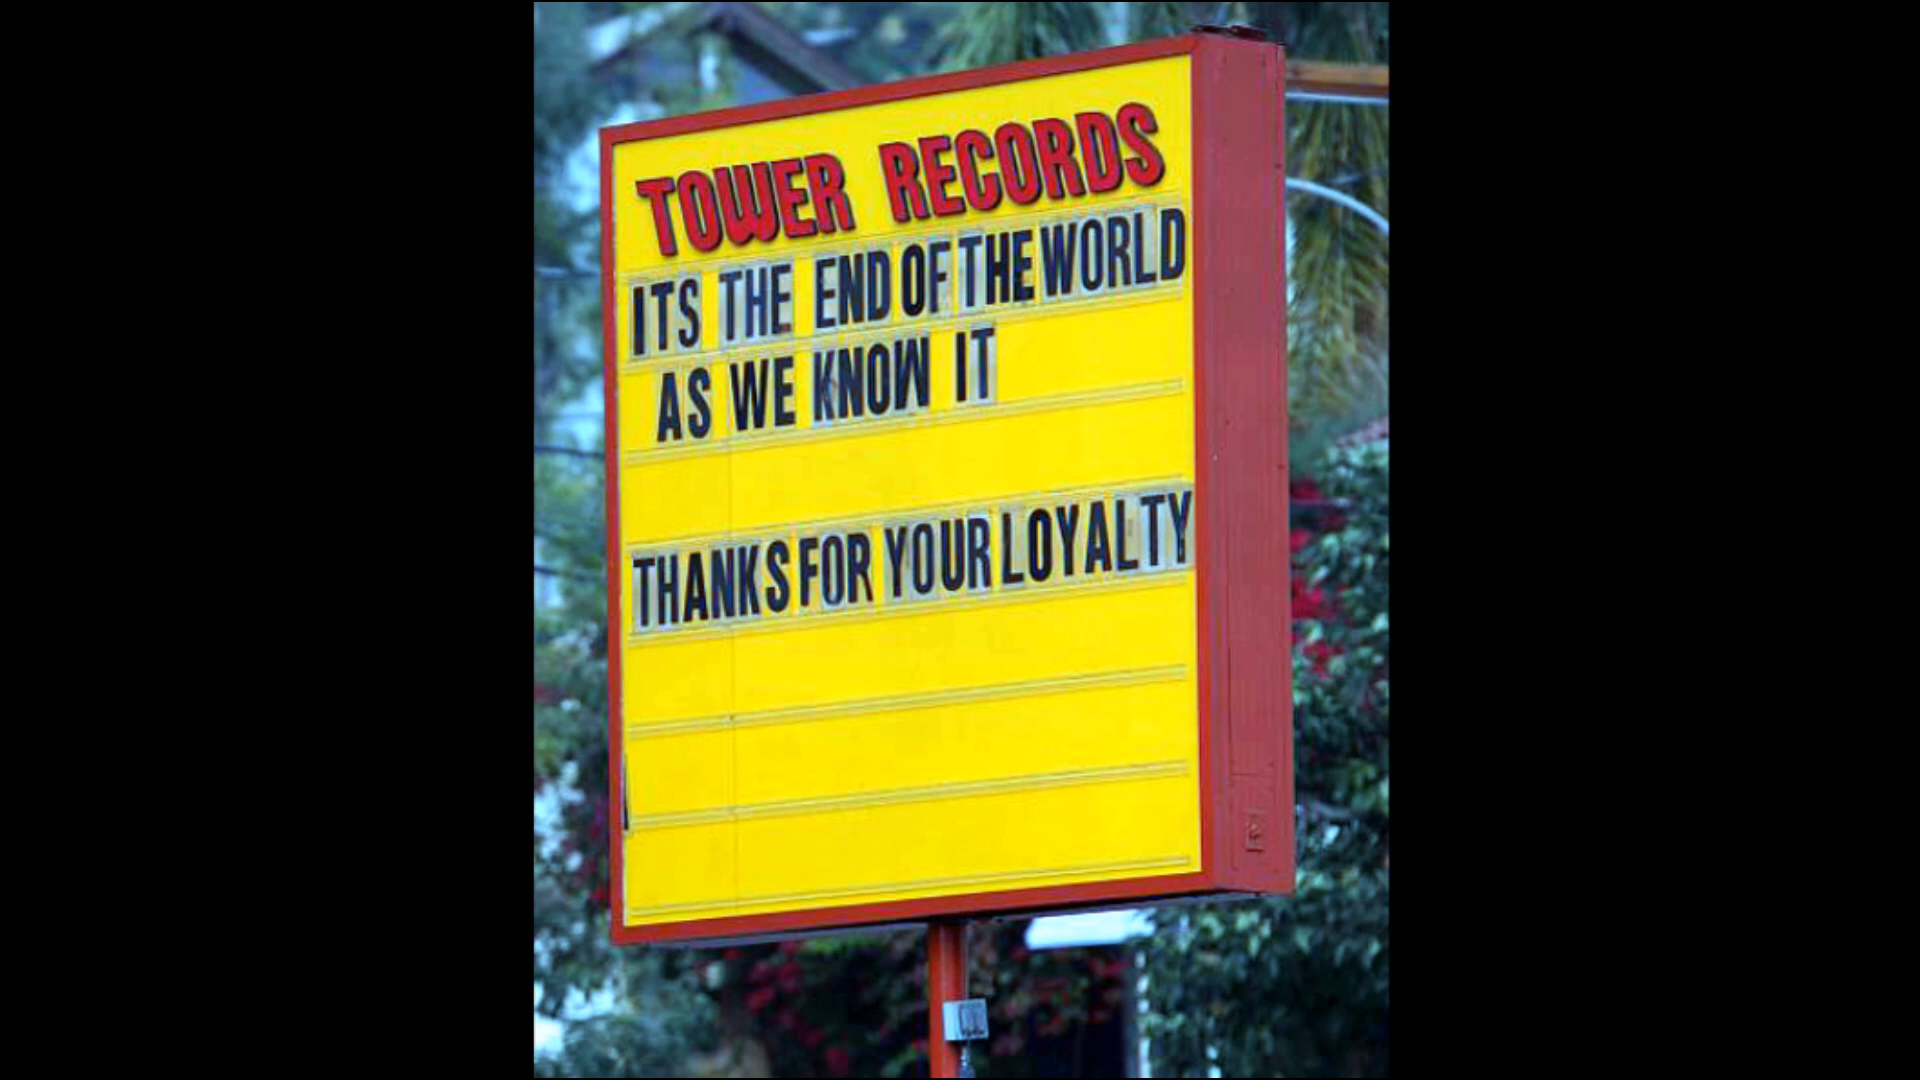 TOWER RECORDS
ITS THE END OF THE WORLD
AS WE KNOW IT
THANKS FOR YOUR LOYALTY